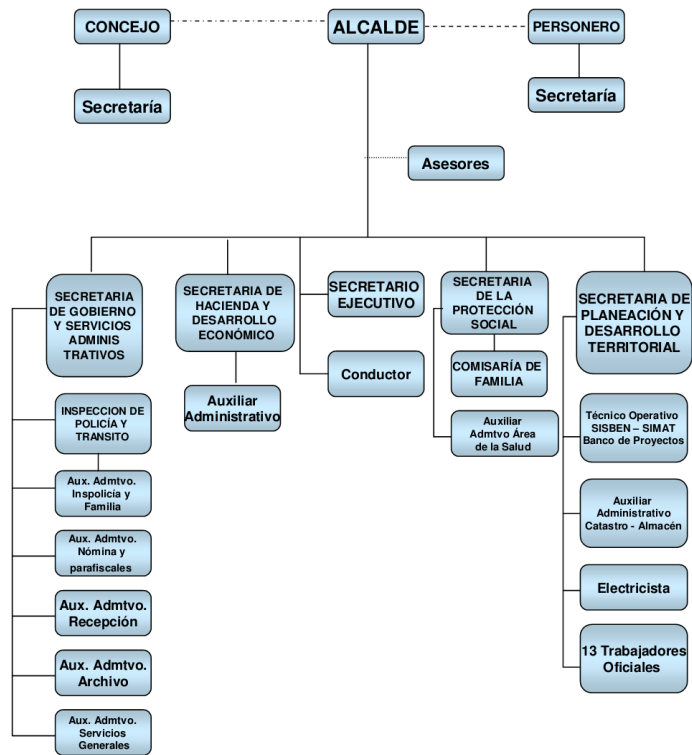 CONCEJO
ALCALDE
PERSONERO
Secretaría
Secretaría
Asesores
SECRETARIA
DE GOBIERNO
Y SERVICIOS
ADMINIS
TRATIVOS
SECRETARIA DE
HACIENDA Y
DESARROLLO
ECONÓMICO
SECRETARIO
EJECUTIVO
SECRETARIA
DE LA
PROTECCIÓN
SOCIAL
SECRETARIA DE
PLANEACIÓN Y
DESARROLLO
TERRITORIAL
Auxiliar
Administrativo
Conductor
COMISARÍA DE
FAMILIA
INSPECCION DE
POLICÍA Y
TRANSITO
Auxiliar
Admtvo Área
de la Salud
Técnico Operativo
SISBEN – SIMAT
Banco de Proyectos
Aux. Admtvo.
Inspolicía y
Familia
Auxiliar
Administrativo
Catastro - Almacén
Aux. Admtvo.
Nómina y
parafiscales
Electricista
Aux. Admtvo.
Recepción
Aux. Admtvo.
Archivo
13 Trabajadores
Oficiales
Aux. Admtvo.
Servicios
Generales